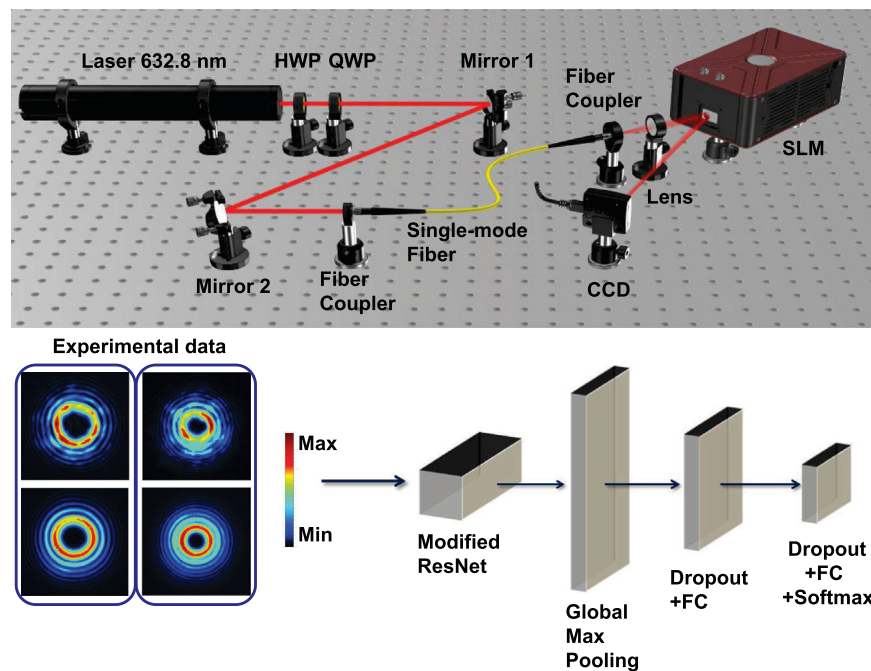 Laser 632.8 nm
HWP QWP
Mirror 1
Fiber
Coupler
SLM
Lens
Single-mode
Fiber
Mirror 2
Fiber
Coupler
CCD
Experimental data
Max
Min
Modified
ResNet
Global
Max
Pooling
Dropout
+FC
Dropout
+FC
+Softmax